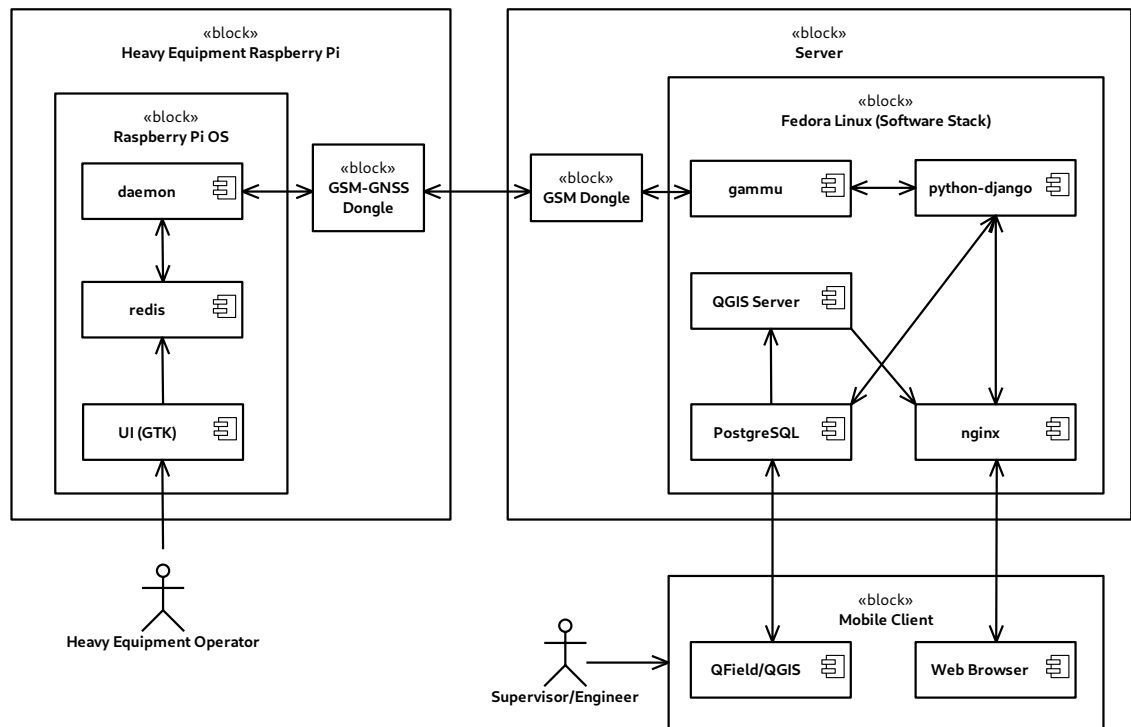 «block»
Heavy Equipment Raspberry Pi
«block»
Raspberry Pi OS
daemon
«block»
GSM-GNSS
Dongle
redis
UI (GTK)
Heavy Equipment Operator
«block»
Server
«block»
Fedora Linux (Software Stack)
«block»
GSM Dongle
gammu
python-django
QGIS Server
PostgreSQL
nginx
«block»
Mobile Client
Supervisor/Engineer
QField/QGIS
Web Browser